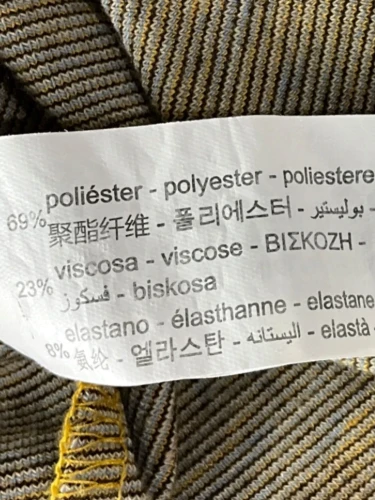 69% poliéster - polyester - poliestere
聚酯纤维 - 폴리에스터 - بوليستير -
23% viscosa - viscose - ΒΙΣΚΟΖΗ -
فسكوز - biskosa
elastano - élasthanne - elastane
8% 氨纶 - 엘라스탄 - اليستانه - elastà